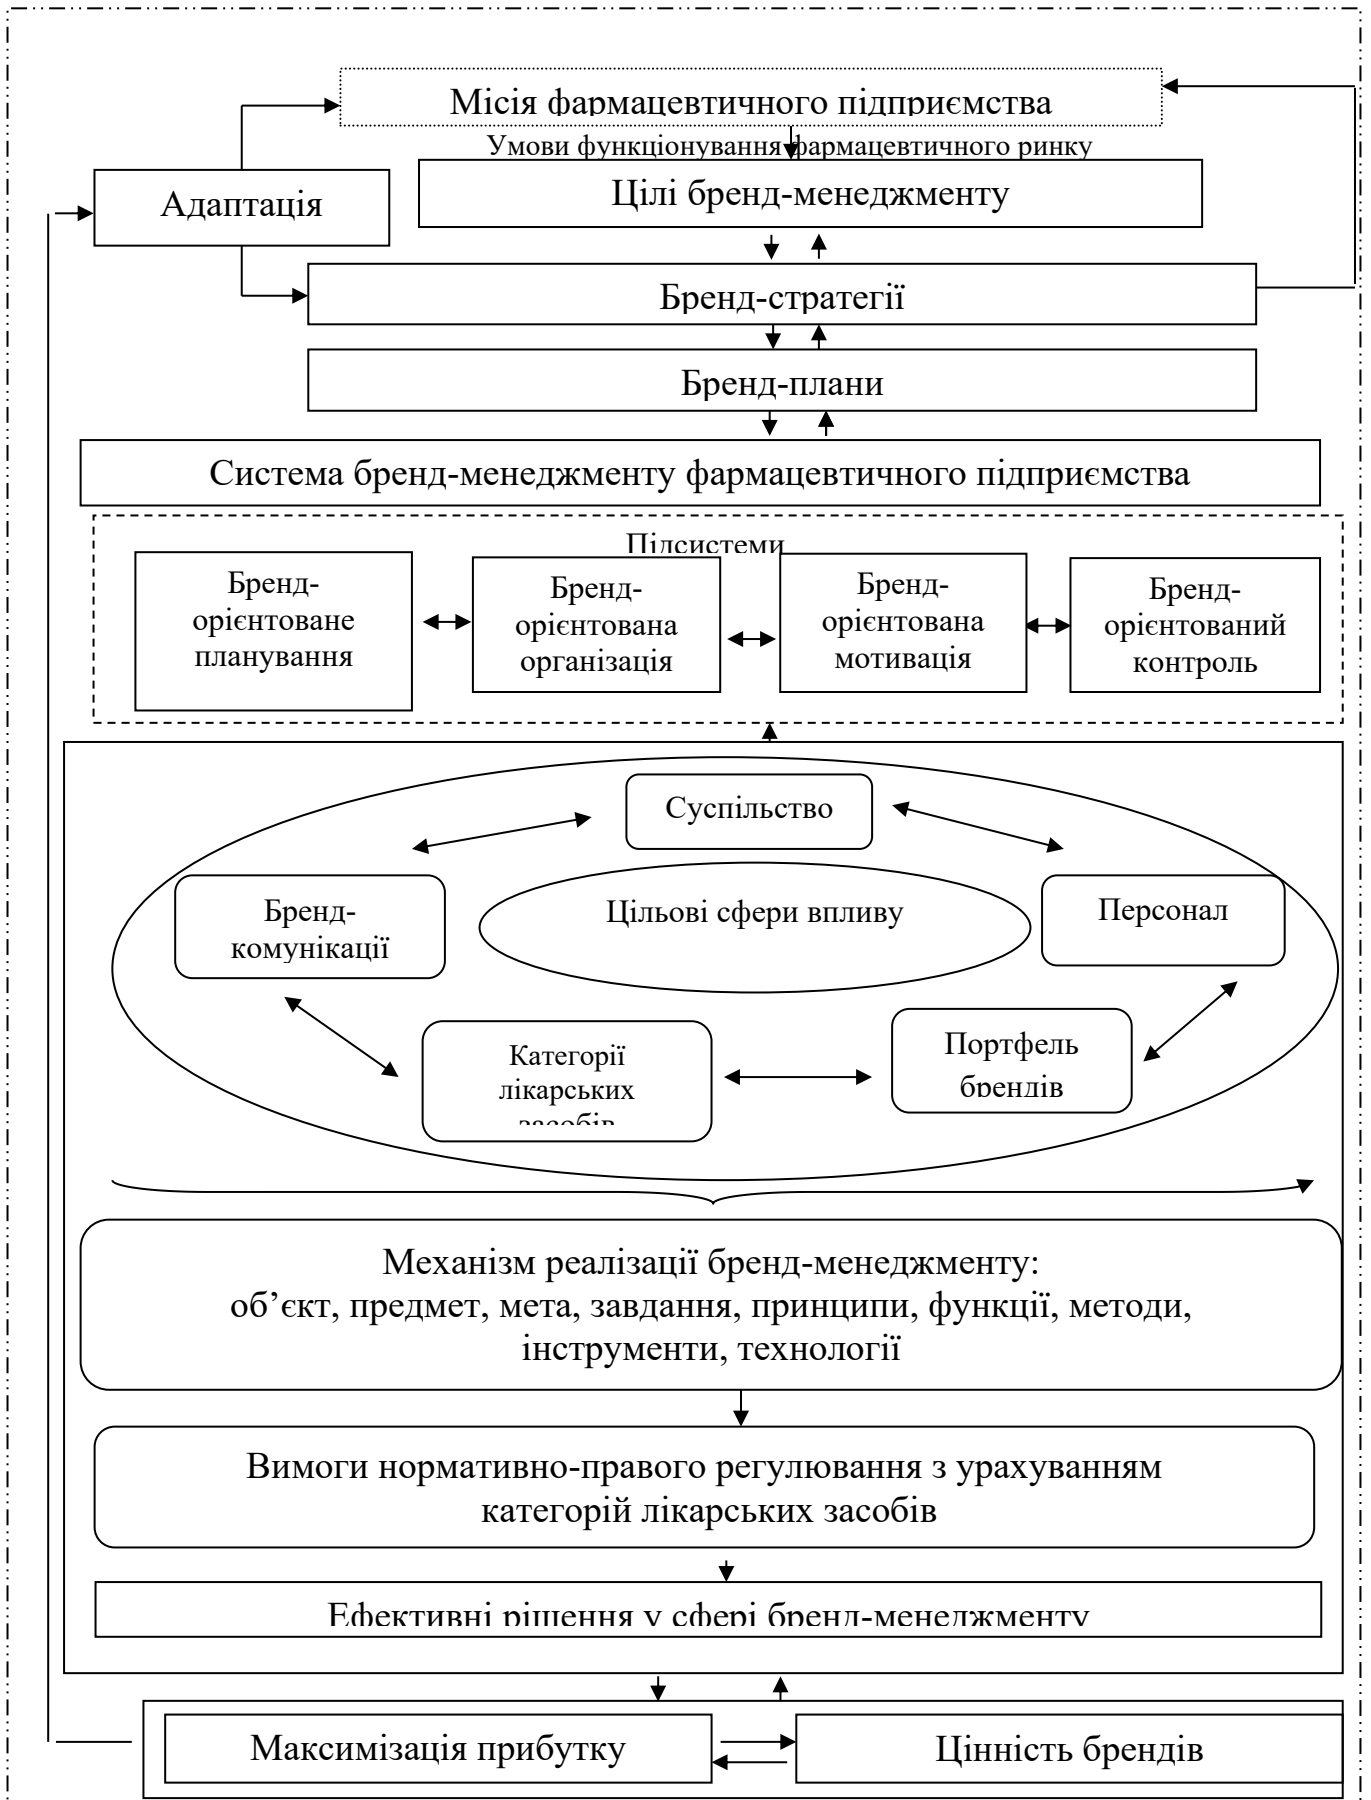 Місія фармацевтичного підприємства
Умови функціонування фармацевтичного ринку
Адаптація
Цілі бренд-менеджменту
Бренд-стратегії
Бренд-плани
Система бренд-менеджменту фармацевтичного підприємства
Підсистеми
Бренд-
орієнтоване
планування
Бренд-
орієнтована
організація
Бренд-
орієнтована
мотивація
Бренд-
орієнтований
контроль
Суспільство
Бренд-
комунікації
Цільові сфери впливу
Персонал
Категорії
лікарських
засобів
Портфель
брендів
Механізм реалізації бренд-менеджменту:
об’єкт, предмет, мета, завдання, принципи, функції, методи,
інструменти, технології
Вимоги нормативно-правого регулювання з урахуванням
категорій лікарських засобів
Ефективні рішення у сфері бренд-менеджменту
Максимізація прибутку
Цінність брендів